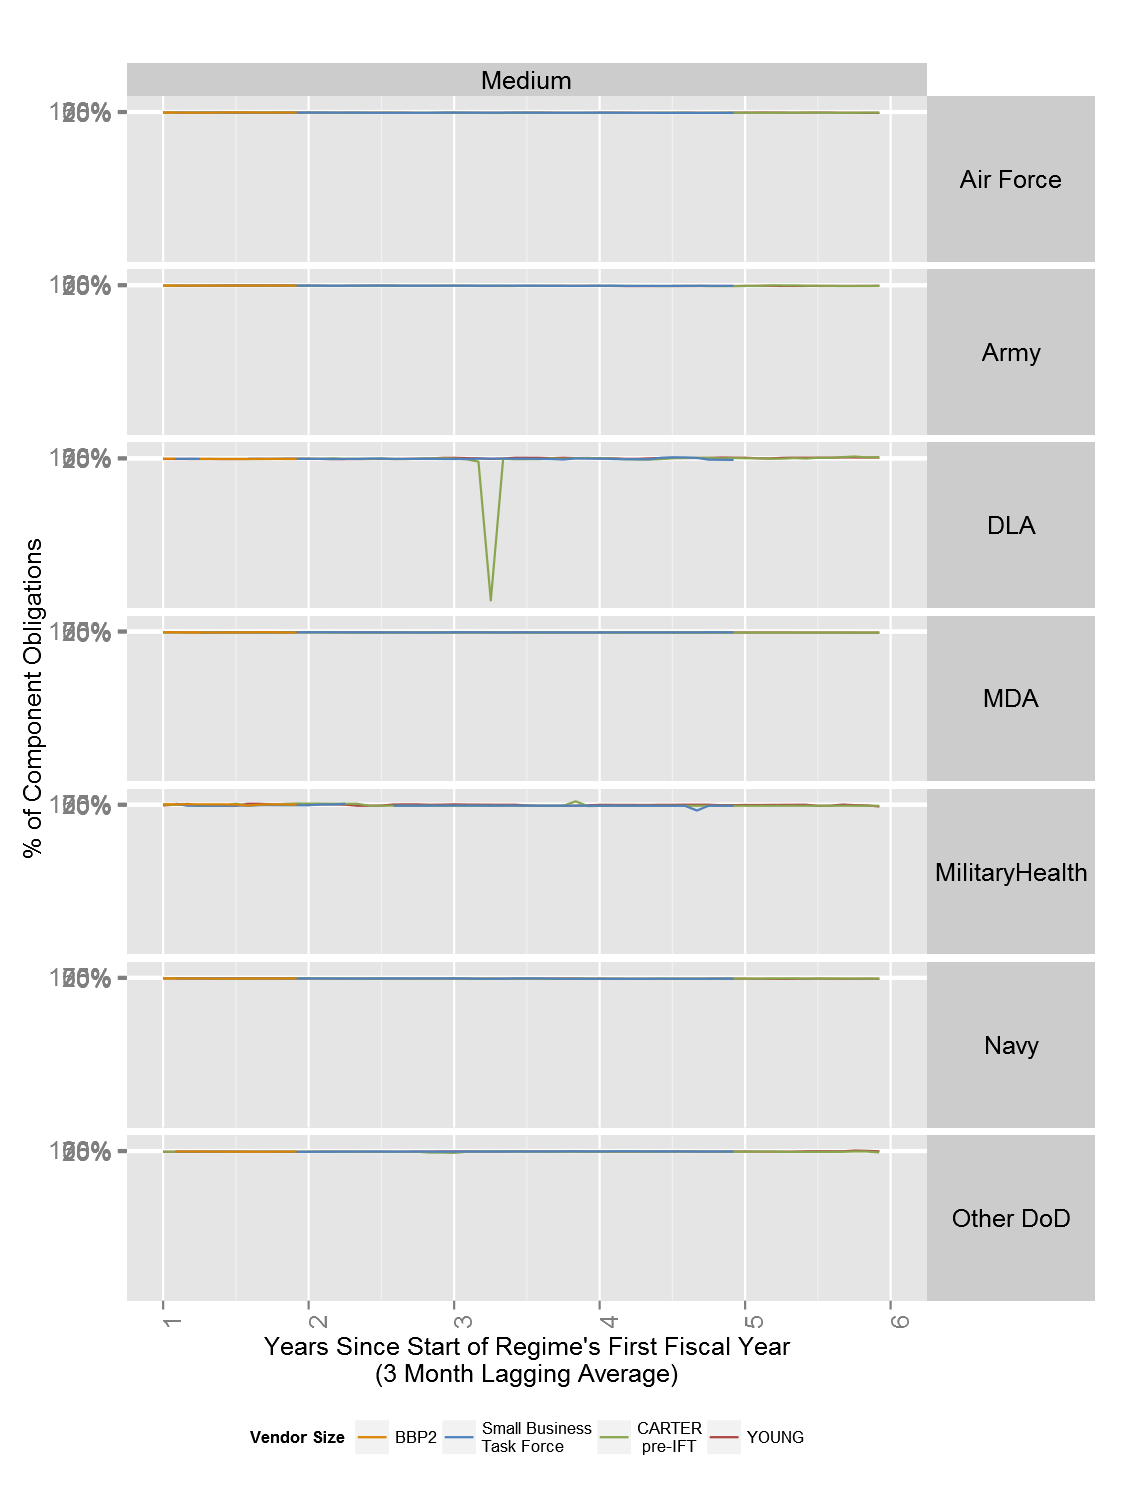 Medium
Air Force
Army
DLA
MDA
MilitaryHealth
Navy
Other DoD
% of Component Obligations
1
2
3
4
5
6
Years Since Start of Regime's First Fiscal Year
(3 Month Lagging Average)
Vendor Size
BBP2
Small Business
Task Force
CARTER
pre-IFT
YOUNG